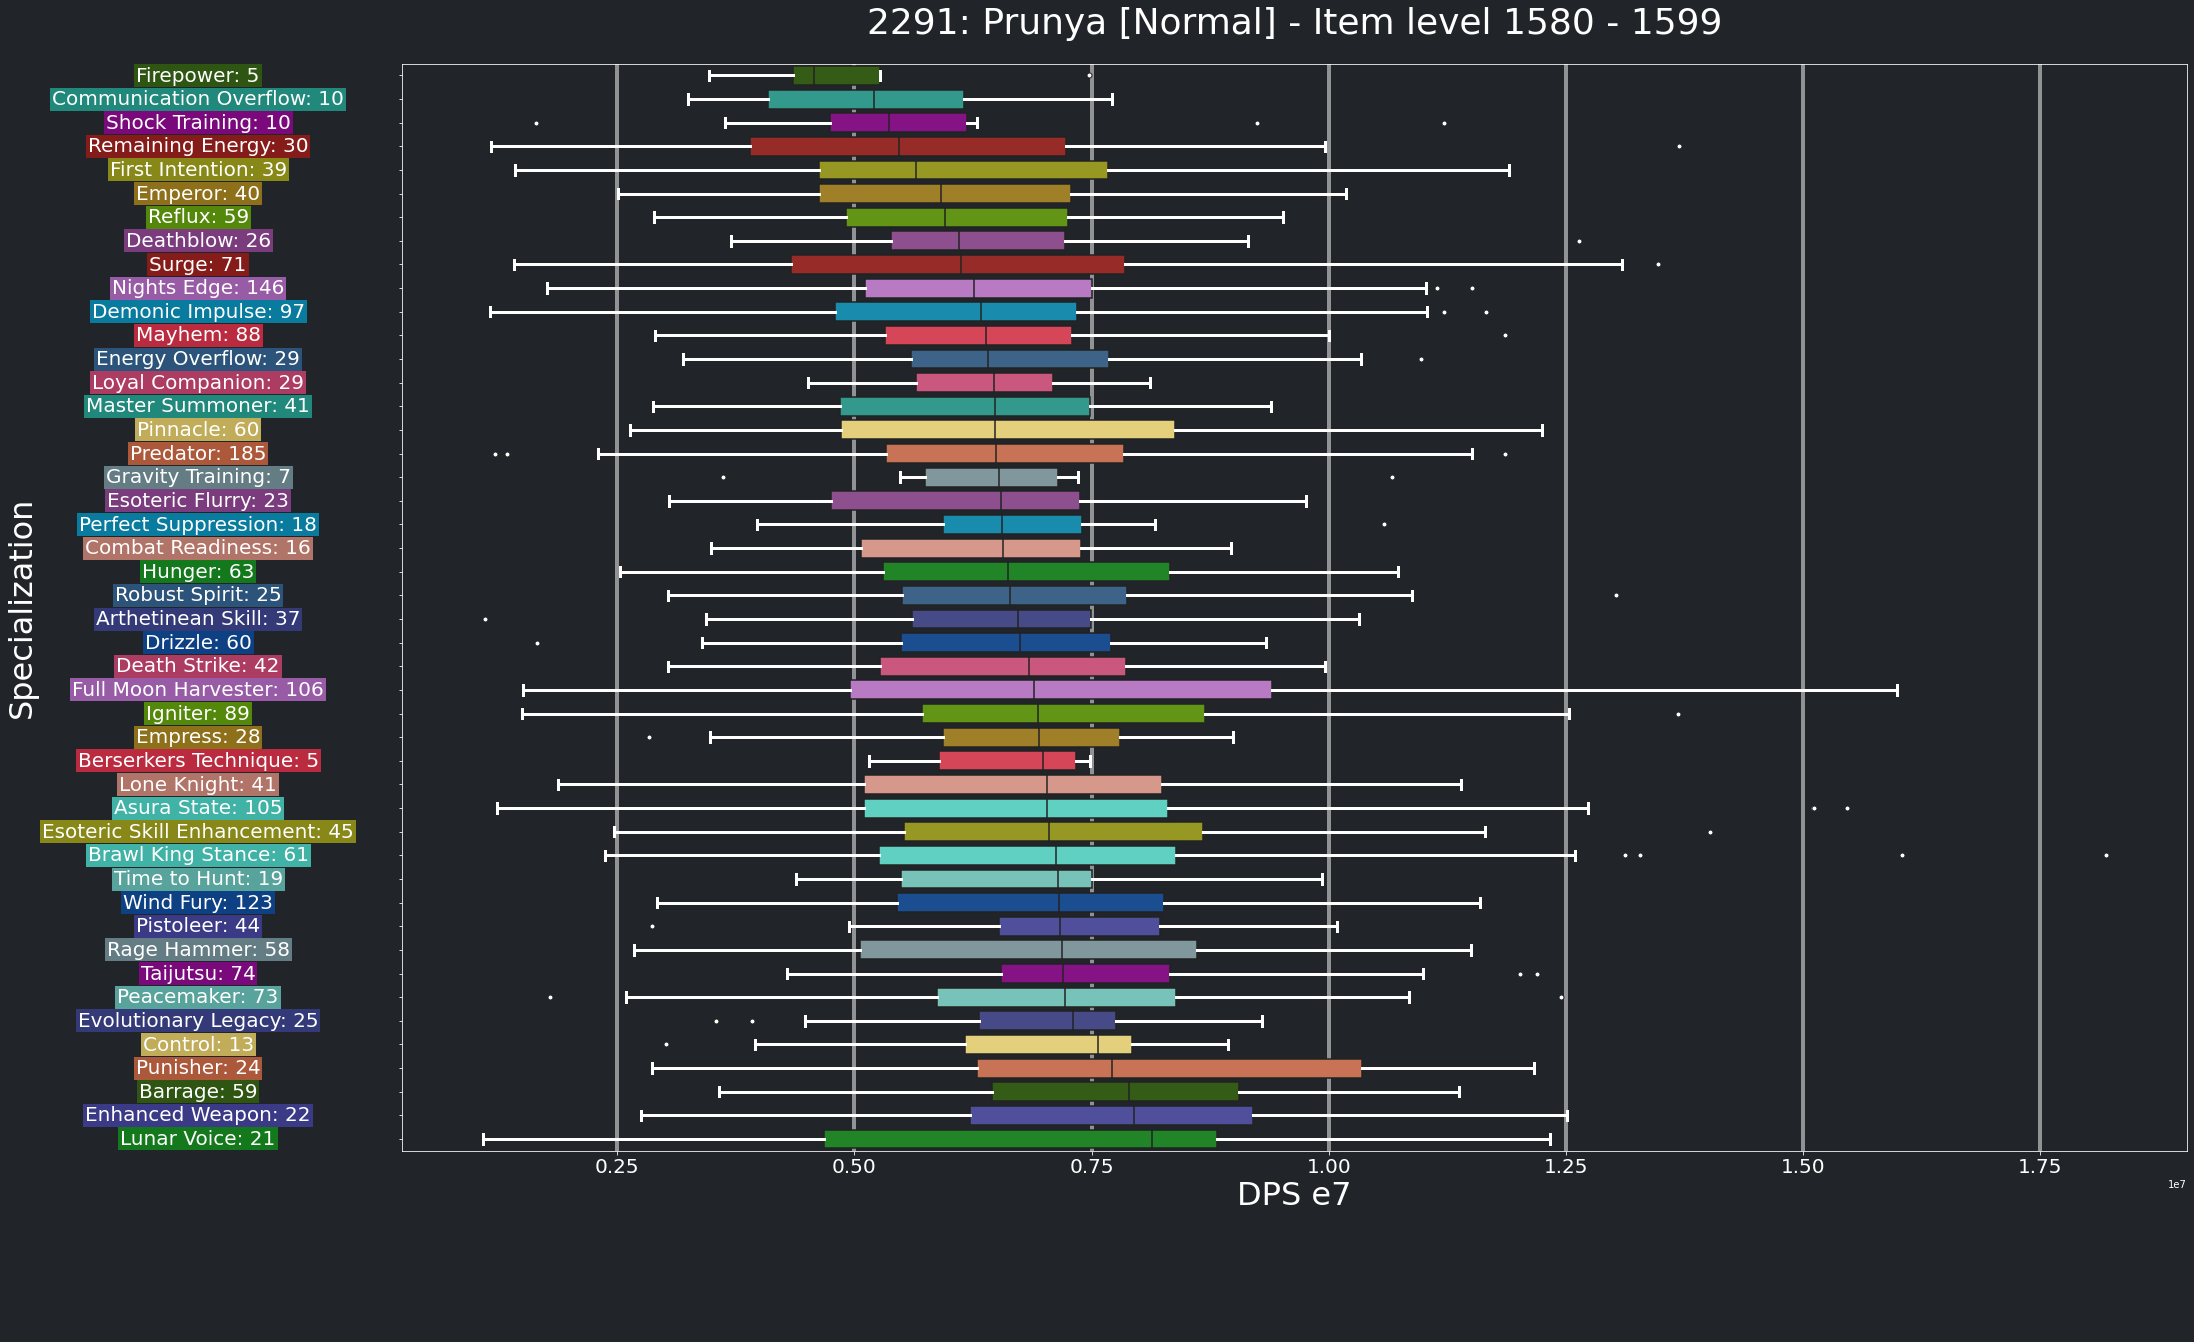 2291: Prunya [Normal] - Item level 1580 - 1599
Specialization
Firepower: 5
Communication Overflow: 10
Shock Training: 10
Remaining Energy: 30
First Intention: 39
Emperor: 40
Reflux: 59
Deathblow: 26
Surge: 71
Nights Edge: 146
Demonic Impulse: 97
Mayhem: 88
Energy Overflow: 29
Loyal Companion: 29
Master Summoner: 41
Pinnacle: 60
Predator: 185
Gravity Training: 7
Esoteric Flurry: 23
Perfect Suppression: 18
Combat Readiness: 16
Hunger: 63
Robust Spirit: 25
Arthetinean Skill: 37
Drizzle: 60
Death Strike: 42
Full Moon Harvester: 106
Igniter: 89
Empress: 28
Berserkers Technique: 5
Lone Knight: 41
Asura State: 105
Esoteric Skill Enhancement: 45
Brawl King Stance: 61
Time to Hunt: 19
Wind Fury: 123
Pistoleer: 44
Rage Hammer: 58
Taijutsu: 74
Peacemaker: 73
Evolutionary Legacy: 25
Control: 13
Punisher: 24
Barrage: 59
Enhanced Weapon: 22
Lunar Voice: 21
0.25 0.50 0.75 1.00 1.25 1.50 1.75
1e7
DPS e7